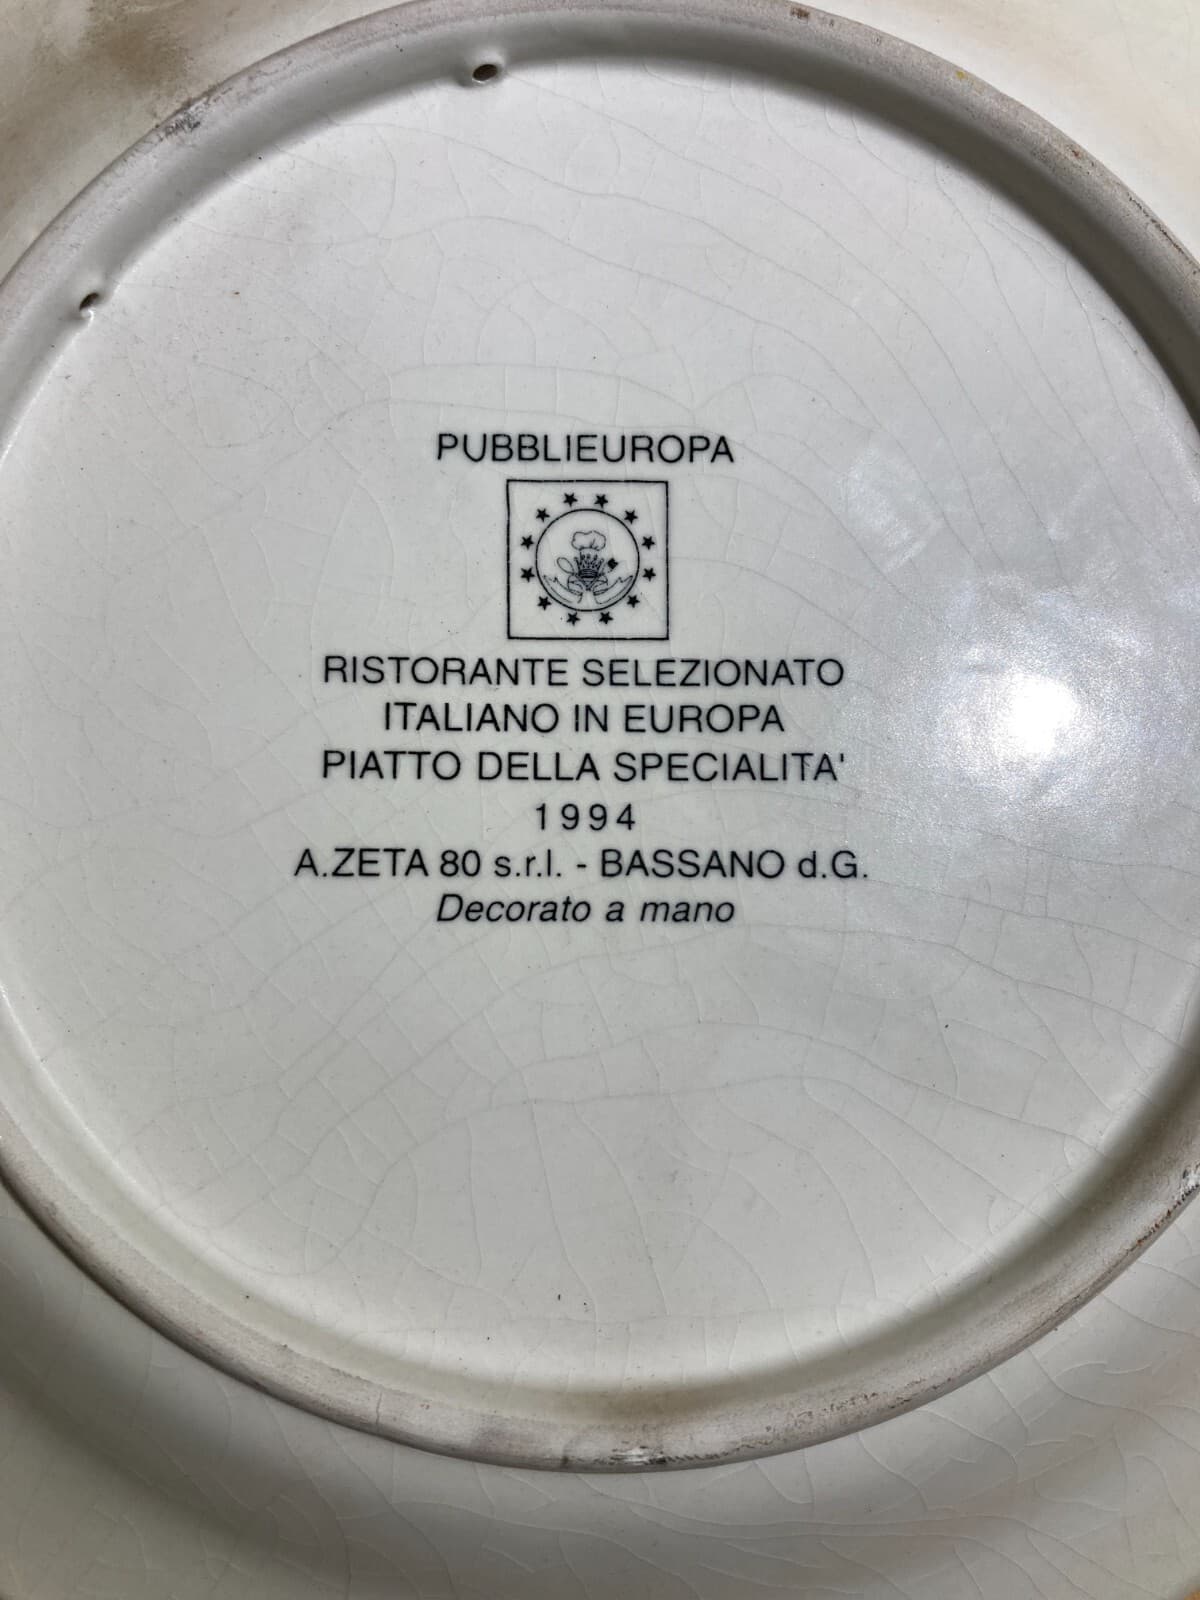 PUBBLIEUROPA
RISTORANTE SELEZIONATO
ITALIANO IN EUROPA
PIATTO DELLA SPECIALITA'
1994
A.ZETA 80 s.r.l. - BASSANO d.G.
Decorato a mano